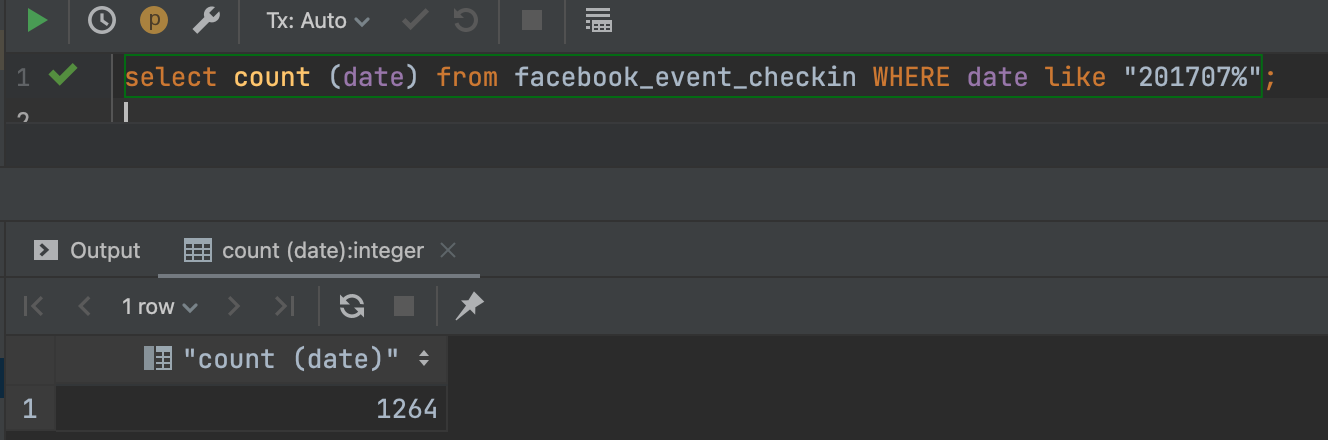 p
Tx: Auto
1 select count (date) from facebook_event_checkin WHERE date like "201707%";
2
Output
count (date):integer
1 row
"count (date)"
1 1264